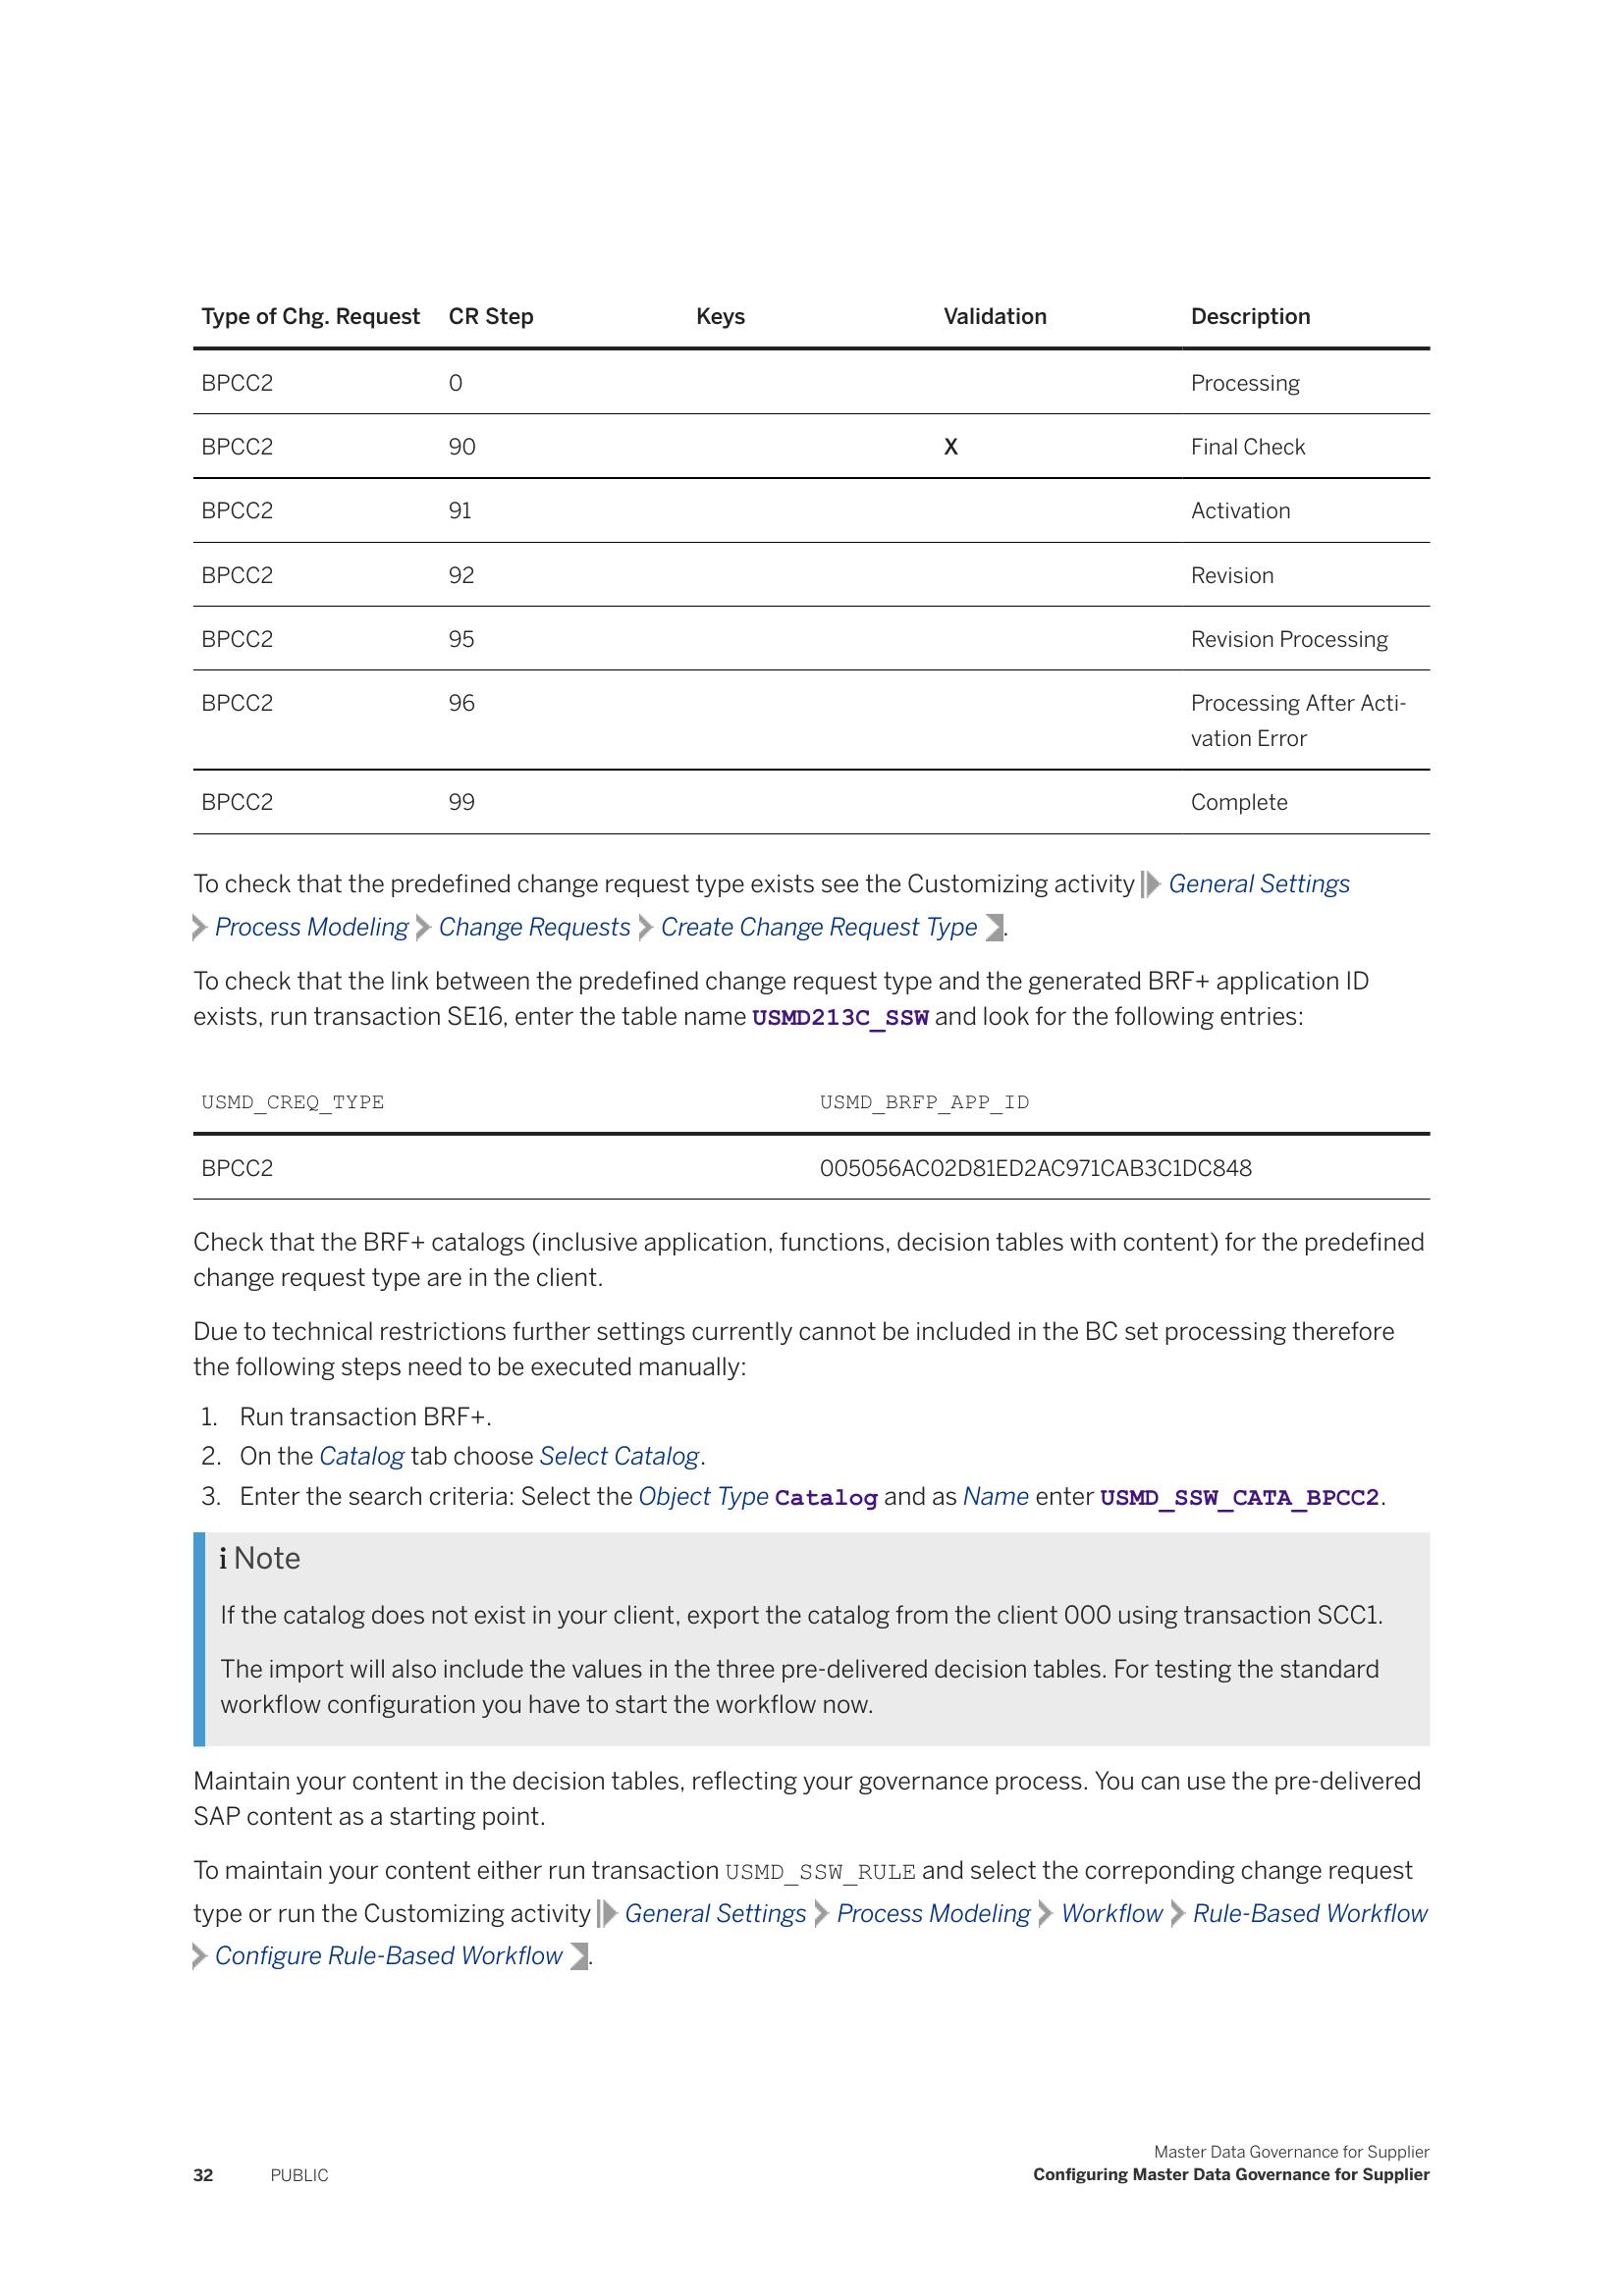 Type of Chg. Request CR Step Keys Validation Description
BPCC2 0 Processing
BPCC2 90 X Final Check
BPCC2 91 Activation
BPCC2 92 Revision
BPCC2 95 Revision Processing
BPCC2 96 Processing After Acti-
vation Error
BPCC2 99 Complete
To check that the predefined change request type exists see the Customizing activity General Settings
Process Modeling Change Requests Create Change Request Type .
To check that the link between the predefined change request type and the generated BRF+ application ID
exists, run transaction SE16, enter the table name USMD213C_SSW and look for the following entries:
USMD_CREQ_TYPE USMD_BRFP_APP_ID
BPCC2 005056AC02D81ED2AC971CAB3C1DC848
Check that the BRF+ catalogs (inclusive application, functions, decision tables with content) for the predefined
change request type are in the client.
Due to technical restrictions further settings currently cannot be included in the BC set processing therefore
the following steps need to be executed manually:
1. Run transaction BRF+.
2. On the Catalog tab choose Select Catalog.
3. Enter the search criteria: Select the Object Type Catalog and as Name enter USMD_SSW_CATA_BPCC2.
i Note
If the catalog does not exist in your client, export the catalog from the client 000 using transaction SCC1.
The import will also include the values in the three pre-delivered decision tables. For testing the standard
workflow configuration you have to start the workflow now.
Maintain your content in the decision tables, reflecting your governance process. You can use the pre-delivered
SAP content as a starting point.
To maintain your content either run transaction USMD_SSW_RULE and select the correponding change request
type or run the Customizing activity General Settings Process Modeling Workflow Rule-Based Workflow
Configure Rule-Based Workflow .
Master Data Governance for Supplier
32 PUBLIC Configuring Master Data Governance for Supplier